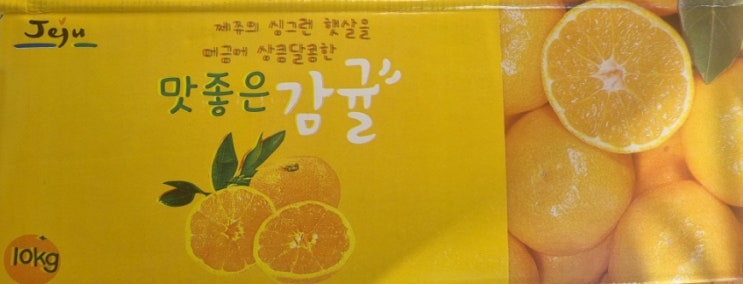 Jeju
제주의 싱그런 햇살을
머금어 상콤달콤한
맛좋은 감귤
10kg